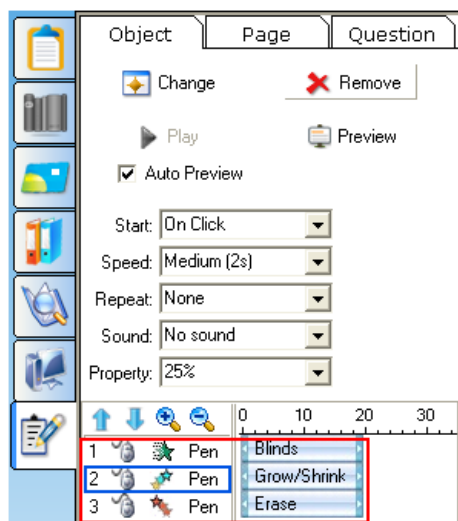 Object Page Question
Change Remove
Play Preview
Auto Preview
Start: On Click
Speed: Medium (2s)
Repeat: None
Sound: No sound
Property: 25%
0 10 20 30
1 Pen Blinds
2 Pen Grow/Shrink
3 Pen Erase